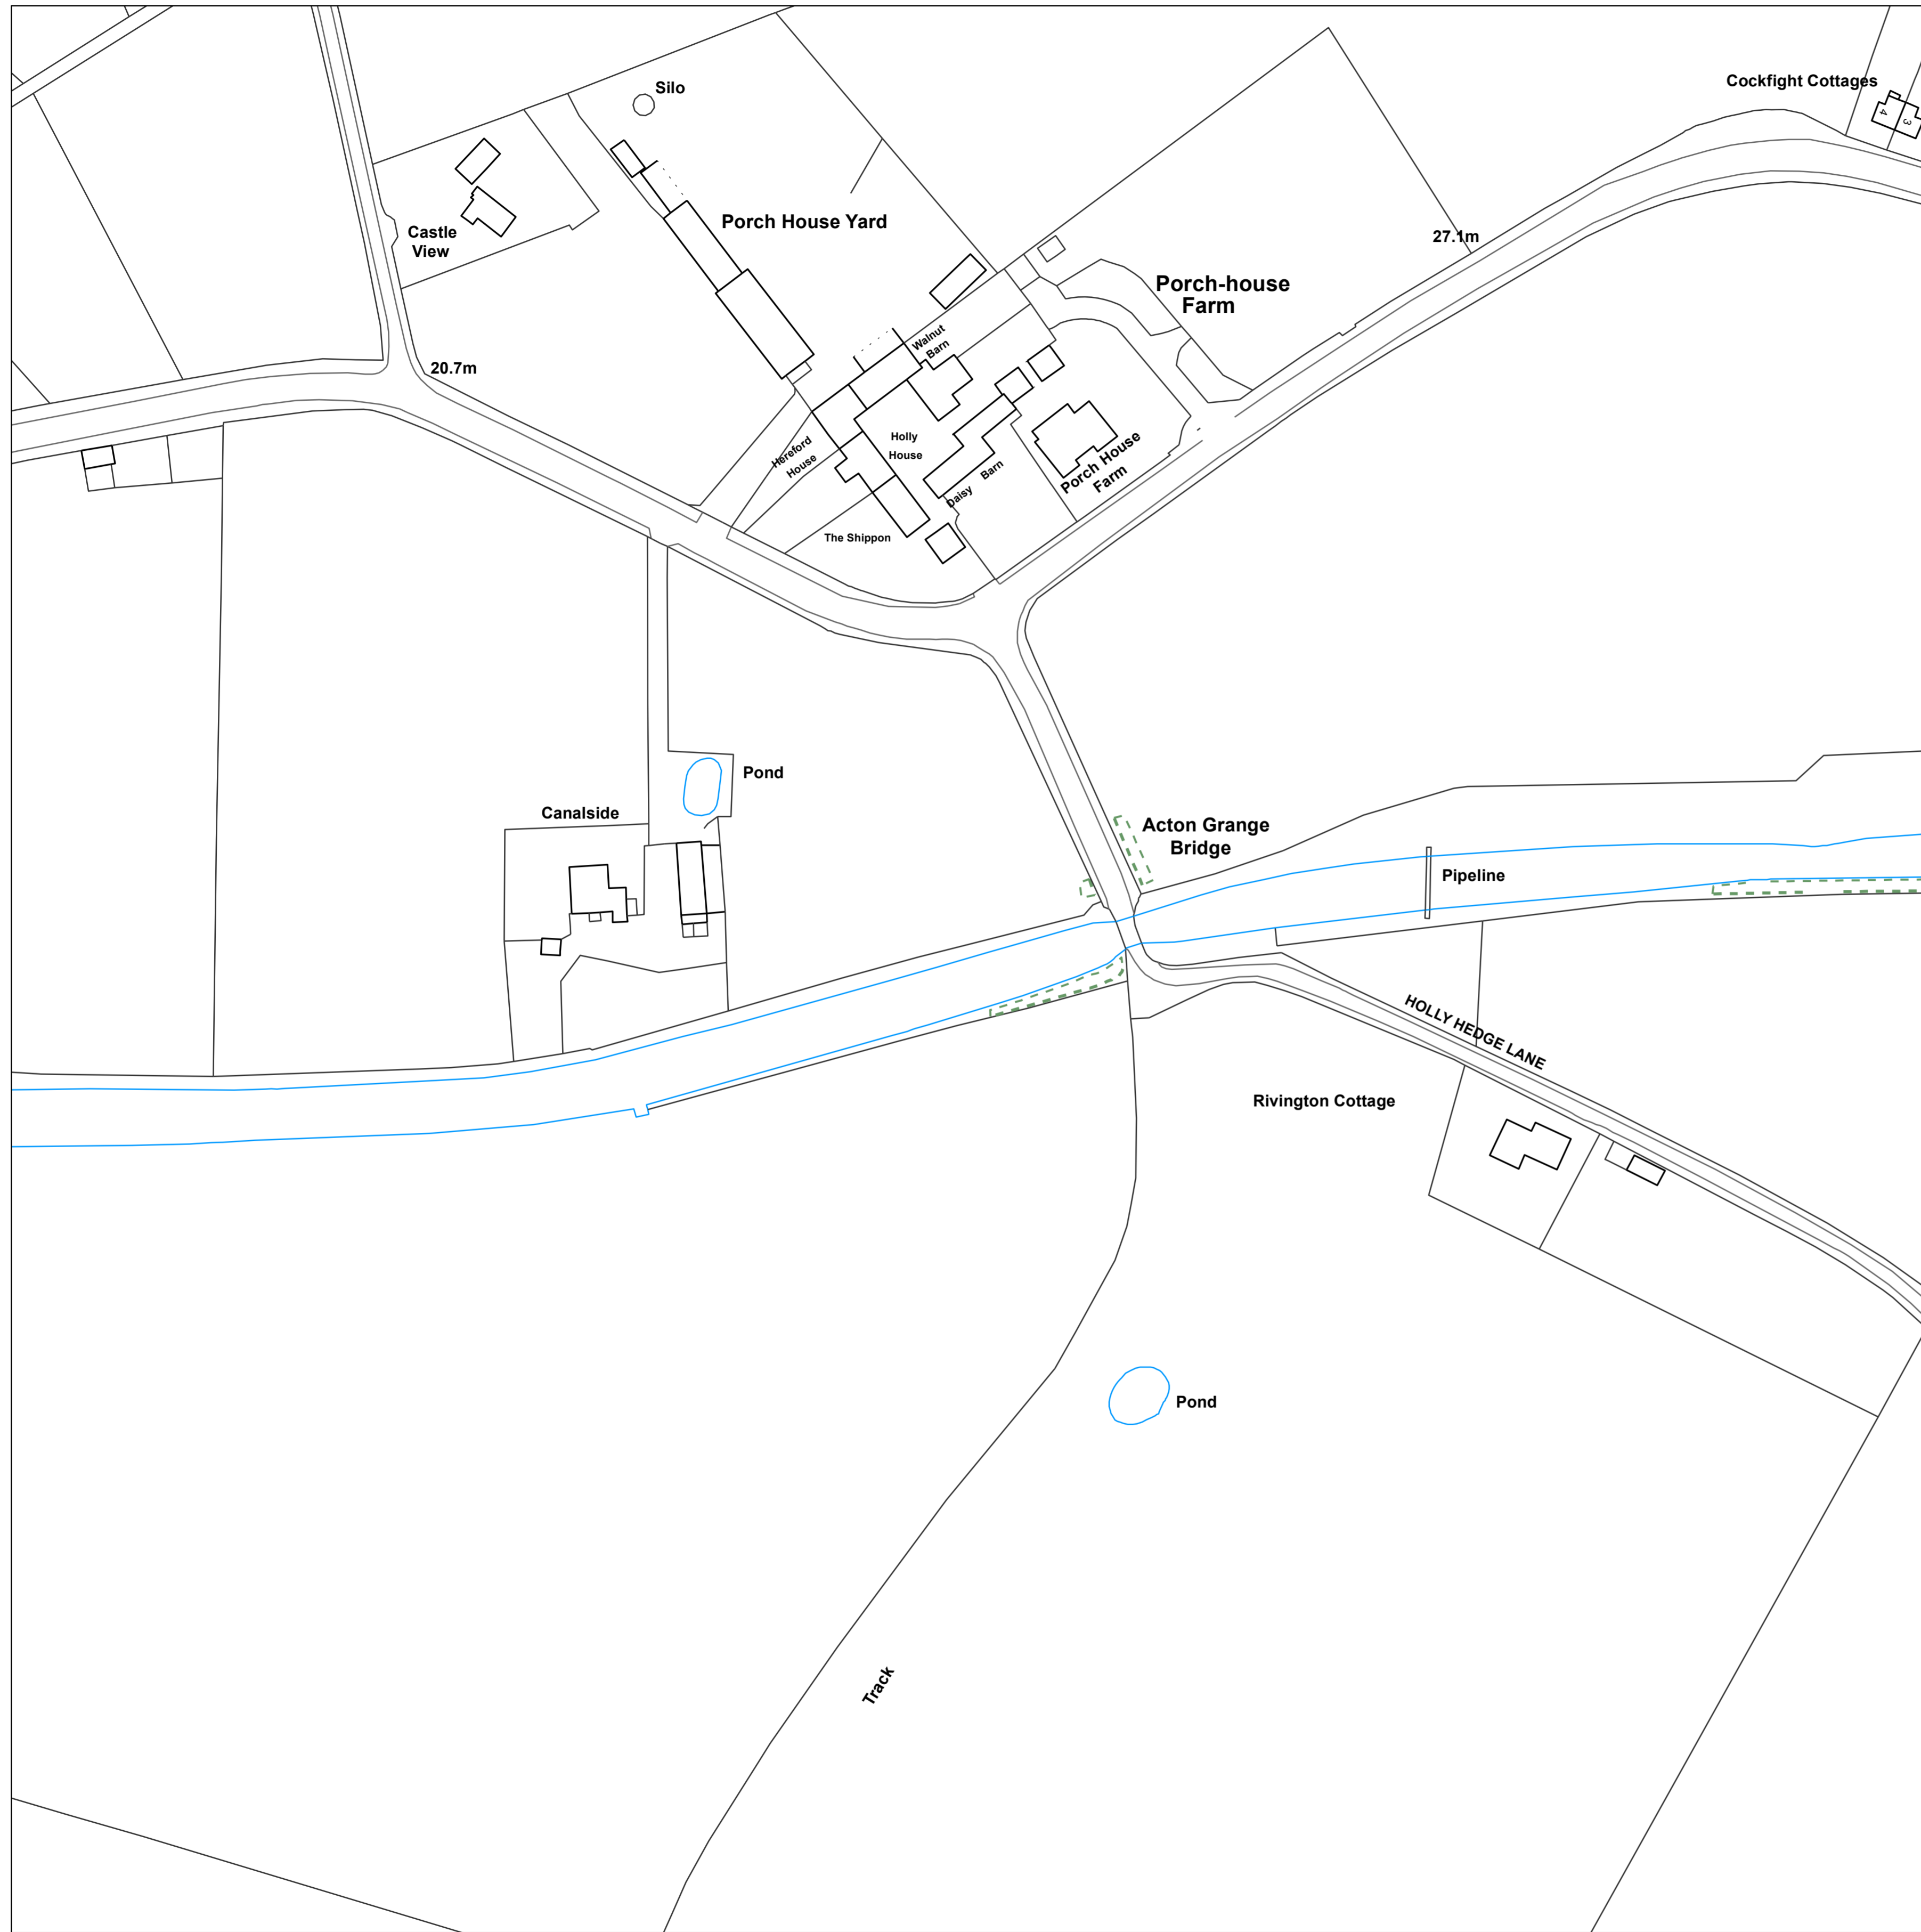 Silo
Cockfight Cottages
4
3
Porch House Yard
Castle
View
27.1m
Porch-house
Farm
Walnut
Barn
20.7m
Holly
House
Hereford
House
Porch House
Farm
Daisy Barn
The Shippon
Pond
Canalside
Acton Grange
Bridge
Pipeline
HOLLY HEDGE LANE
Rivington Cottage
Pond
Track